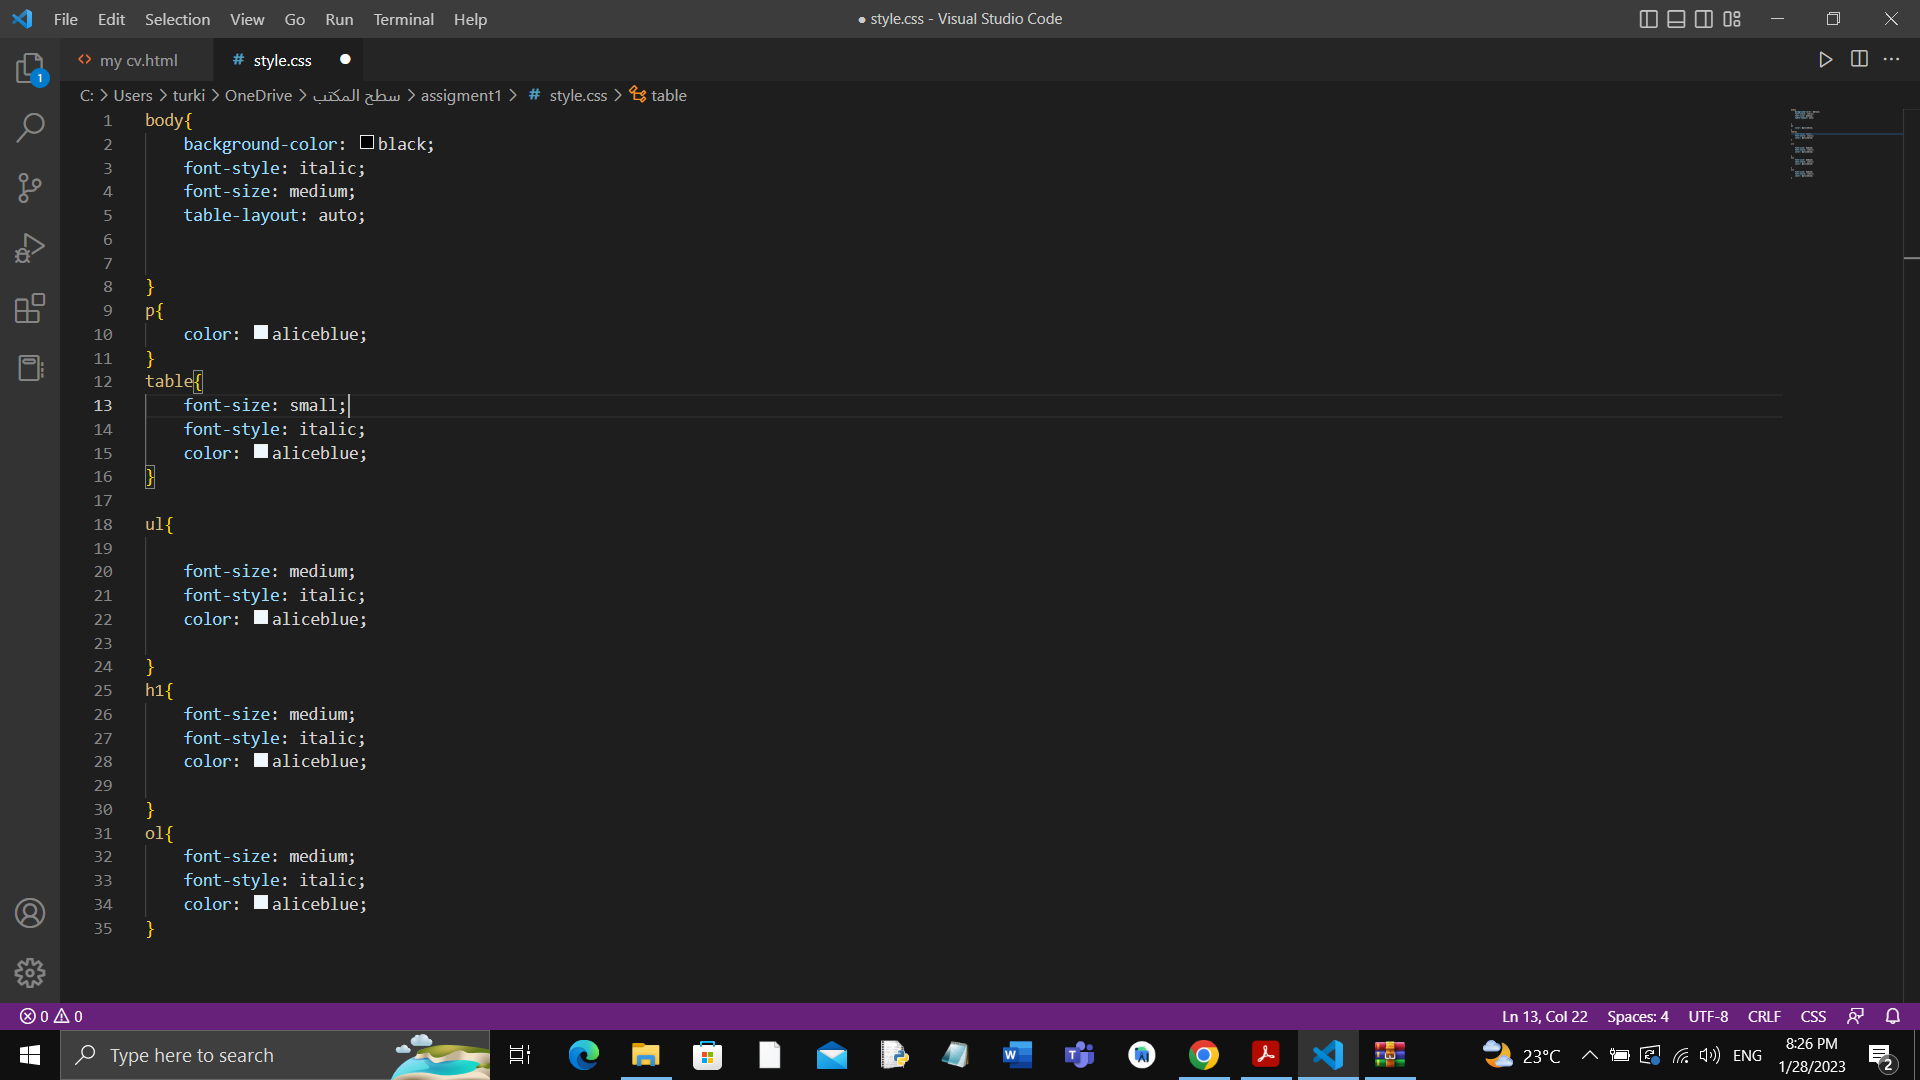 File Edit Selection View Go Run Terminal Help
● style.css - Visual Studio Code
my cv.html
# style.css ●
C: > Users > turki > OneDrive > سطح المكتب > assigment1 > # style.css > table
1 body{
2 background-color: black;
3 font-style: italic;
4 font-size: medium;
5 table-layout: auto;
6
7
8 }
9 p{
10 color: aliceblue;
11 }
12 table{
13 font-size: small;
14 font-style: italic;
15 color: aliceblue;
16 }
17
18 ul{
19
20 font-size: medium;
21 font-style: italic;
22 color: aliceblue;
23
24 }
25 h1{
26 font-size: medium;
27 font-style: italic;
28 color: aliceblue;
29
30 }
31 ol{
32 font-size: medium;
33 font-style: italic;
34 color: aliceblue;
35 }
1
0 0
Ln 13, Col 22 Spaces: 4 UTF-8 CRLF CSS
Type here to search
23°C
ENG
8:26 PM
1/28/2023
2